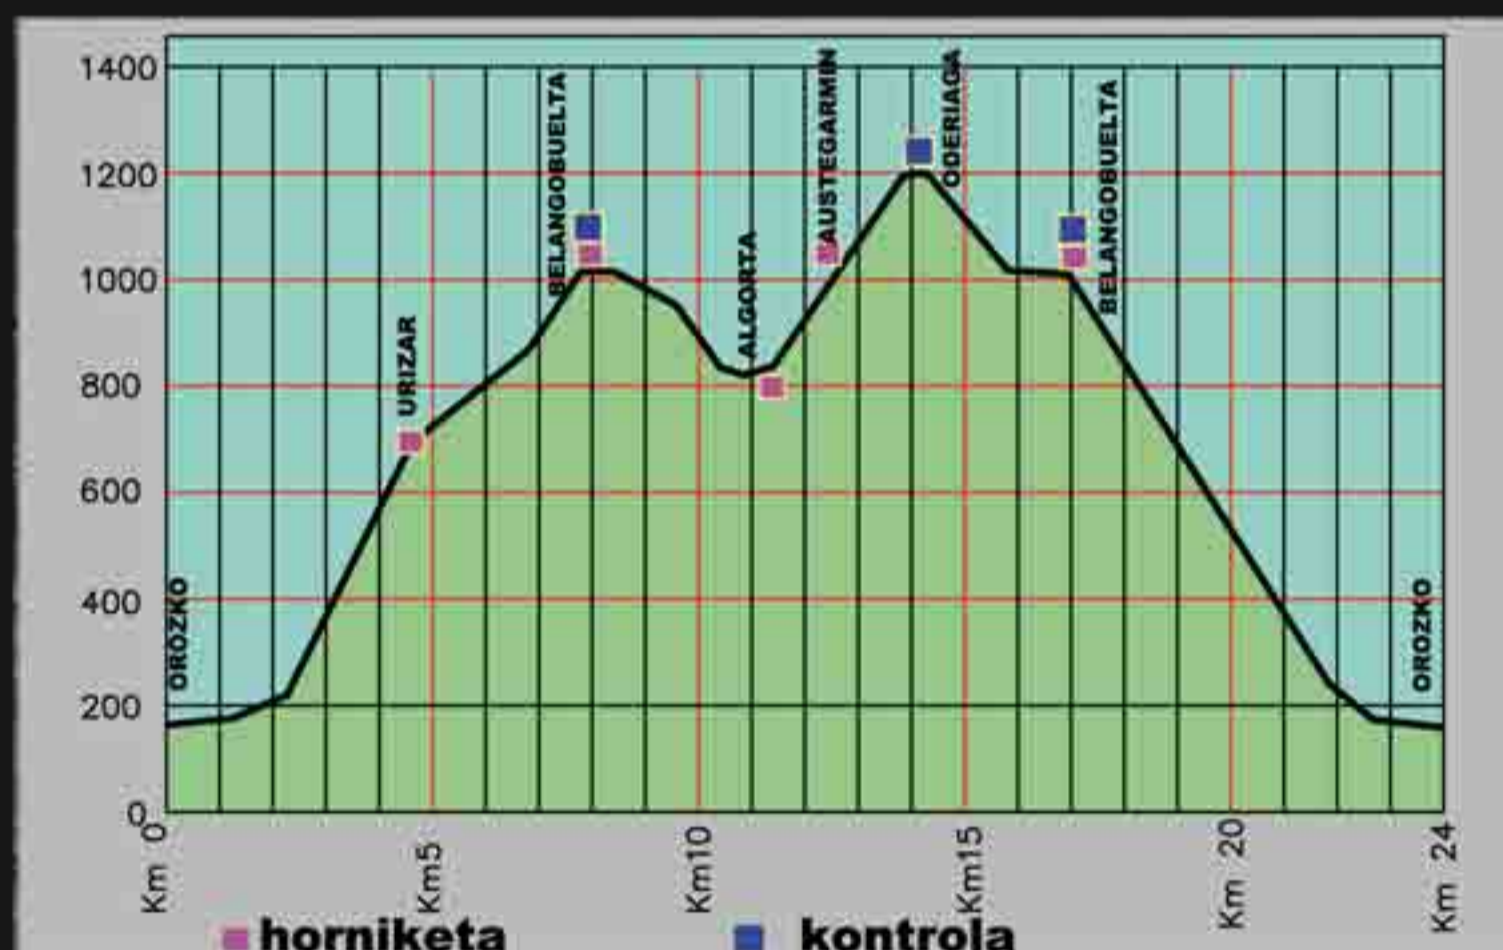 1400
1200
1000
800
600
400
200
0
OROZKO
URIZAR
BELANGOBUELTA
ALGORTA
AUSTEGARMIN
ODERIAGA
BELANGOBUELTA
OROZKO
Km 0
Km5
Km10
Km15
Km 20
Km 24
horniketa
kontrola